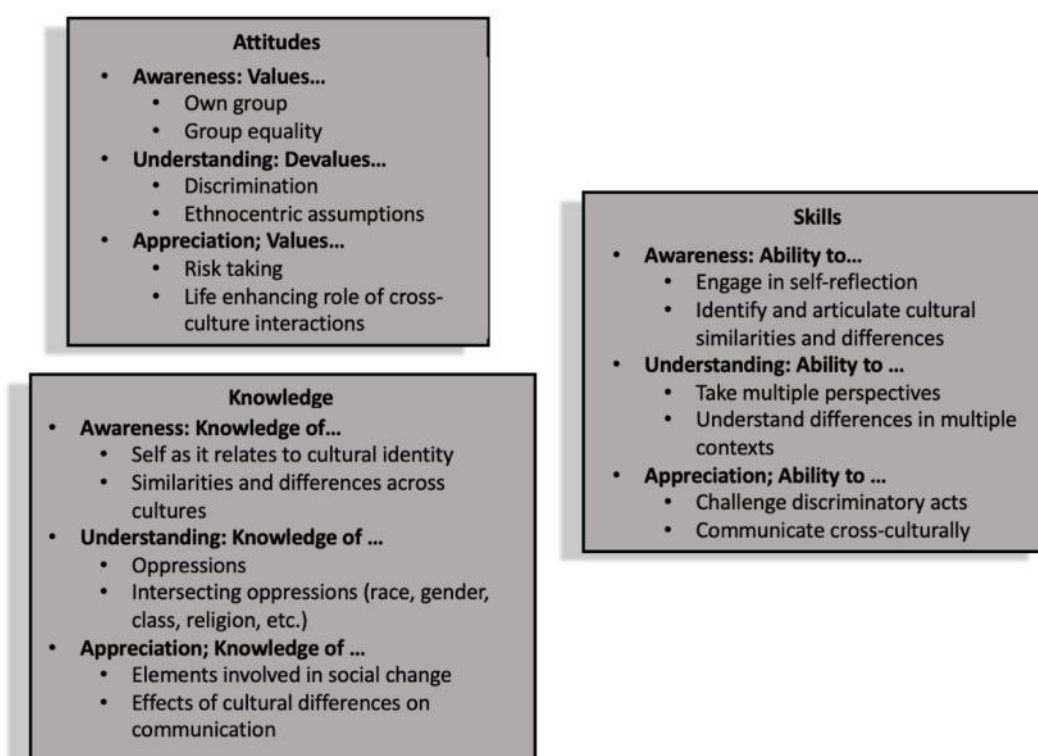 Attitudes
• Awareness: Values...
• Own group
• Group equality
• Understanding: Devalues...
• Discrimination
• Ethnocentric assumptions
• Appreciation; Values...
• Risk taking
• Life enhancing role of cross-
culture interactions
Knowledge
• Awareness: Knowledge of...
• Self as it relates to cultural identity
• Similarities and differences across
cultures
• Understanding: Knowledge of ...
• Oppressions
• Intersecting oppressions (race, gender,
class, religion, etc.)
• Appreciation; Knowledge of ...
• Elements involved in social change
• Effects of cultural differences on
communication
Skills
• Awareness: Ability to...
• Engage in self-reflection
• Identify and articulate cultural
similarities and differences
• Understanding: Ability to ...
• Take multiple perspectives
• Understand differences in multiple
contexts
• Appreciation; Ability to ...
• Challenge discriminatory acts
• Communicate cross-culturally